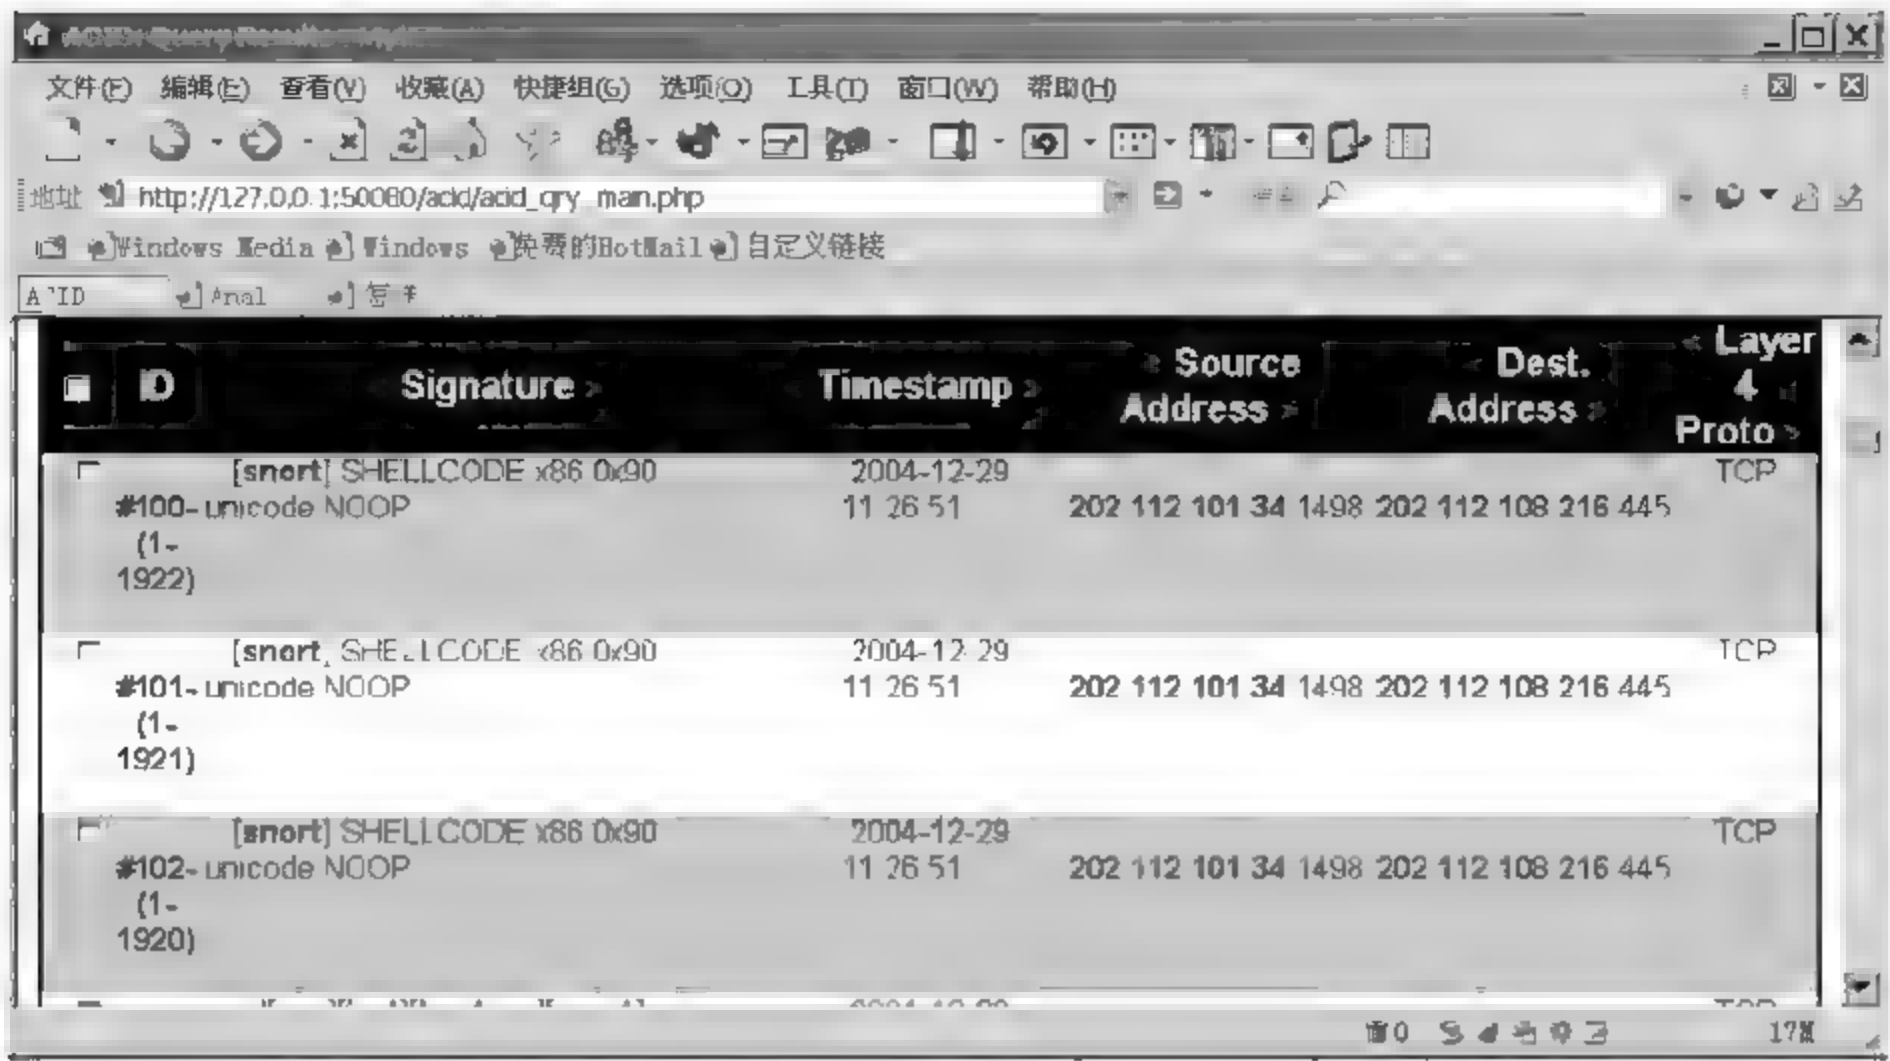 文件(F) 编辑(E) 查看(V) 收藏(A) 快捷组(G) 选项(O) 工具(T) 窗口(W) 帮助(H)
地址 http://127.0.0.1:50080/acid/acid_qry_main.php
Windows Media Windows 免费的HotMail 自定义链接
ID < Signature > < Timestamp > < Source Address > < Dest. Address > < Layer 4 Proto >
[snort] SHELLCODE x86 0x90 2004-12-29 TCP
#100- unicode NOOP 11 26 51 202 112 101 34 1498 202 112 108 216 445
(1-
1922)
[snort] SHELLCODE x86 0x90 2004-12-29 TCP
#101- unicode NOOP 11 26 51 202 112 101 34 1498 202 112 108 216 445
(1-
1921)
[snort] SHELLCODE x86 0x90 2004-12-29 TCP
#102- unicode NOOP 11 26 51 202 112 101 34 1498 202 112 108 216 445
(1-
1920)
0 17M